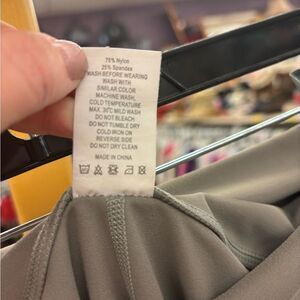 75% Nylon
25% Spandex
WASH BEFORE WEARING
WASH WITH
SIMILAR COLOR
MACHINE WASH,
COLD TEMPERATURE
MAX. 30°C MILD WASH
DO NOT BLEACH
DO NOT TUMBLE DRY
COLD IRON ON
REVERSE SIDE
DO NOT DRY CLEAN
MADE IN CHINA